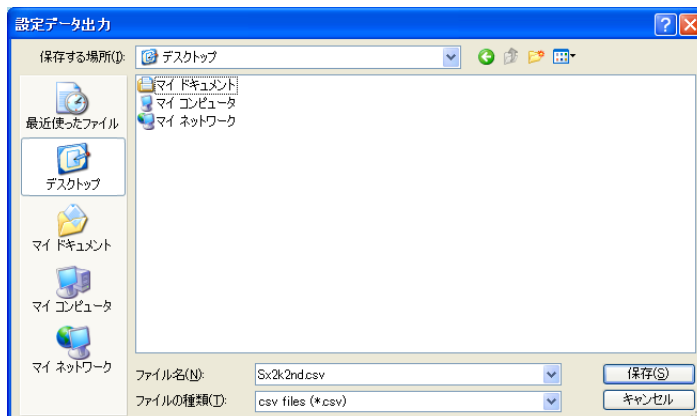 設定データ出力
保存する場所(I):
デスクトップ
最近使ったファイル
デスクトップ
マイ ドキュメント
マイ コンピュータ
マイ ネットワーク
マイ ドキュメント
マイ コンピュータ
マイ ネットワーク
ファイル名(N):
Sx2k2nd.csv
保存(S)
ファイルの種類(T):
csv files (*.csv)
キャンセル